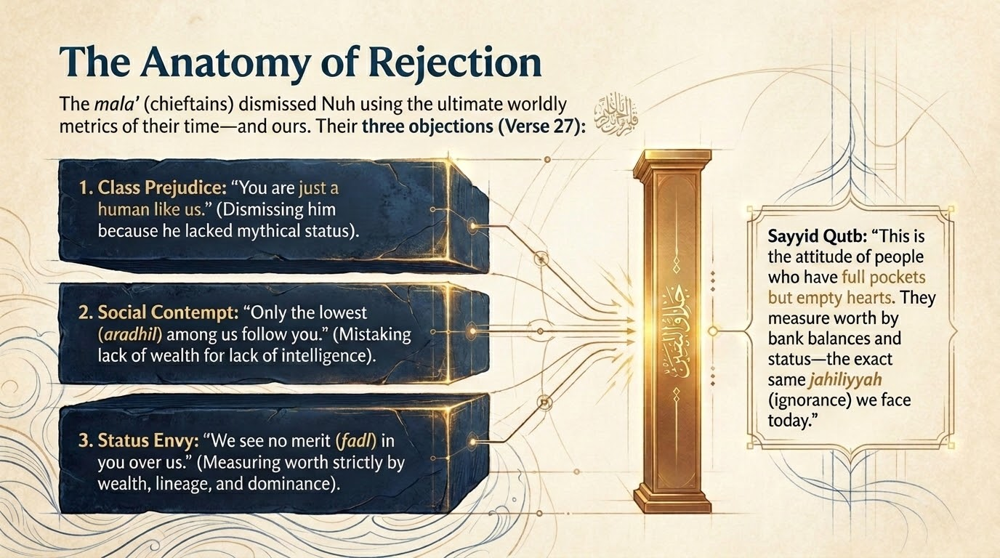 The Anatomy of Rejection
The mala’ (chieftains) dismissed Nuh using the ultimate worldly
metrics of their time—and ours. Their three objections (Verse 27):
1. Class Prejudice: “You are just a
human like us.” (Dismissing him
because he lacked mythical status).
2. Social Contempt: “Only the lowest
(aradhil) among us follow you.” (Mistaking
lack of wealth for lack of intelligence).
3. Status Envy: “We see no merit (fadl) in
you over us.” (Measuring worth strictly by
wealth, lineage, and dominance).
Sayyid Qutb: “This is
the attitude of people
who have full pockets
but empty hearts. They
measure worth by
bank balances and
status—the exact
same jahiliyyah
(ignorance) we face
today.”